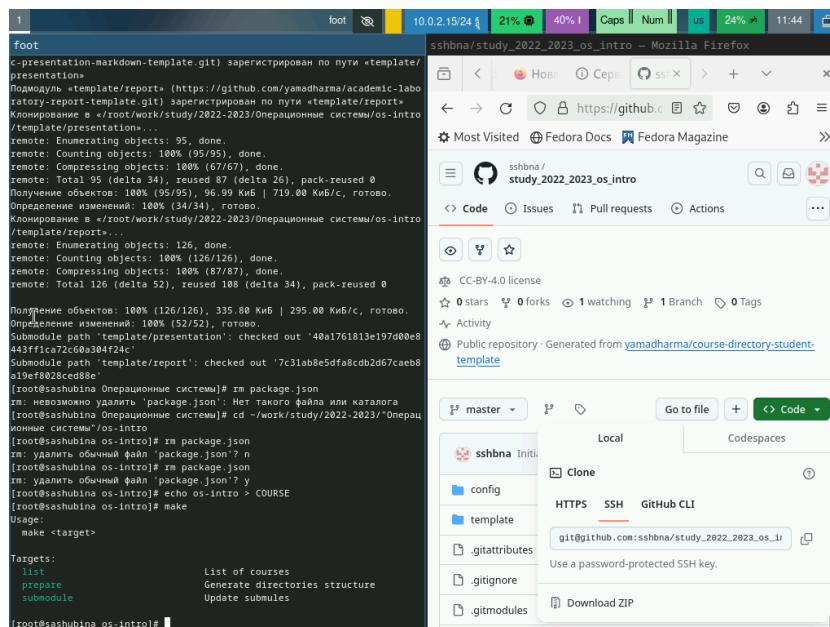 1
foot
10.0.2.15/24
21%
40%
Caps
Num
us
24%
11:44
foot
c-presentation-markdown-template.git) зарегистрирован по пути «template/
presentation»
Подмодуль «template/report» (https://github.com/yamadharma/academic-labo
ratory-report-template.git) зарегистрирован по пути «template/report»
Клонирование в «/root/work/study/2022-2023/Операционные системы/os-intro
/template/presentation»...
remote: Enumerating objects: 95, done.
remote: Counting objects: 100% (95/95), done.
remote: Compressing objects: 100% (67/67), done.
remote: Total 95 (delta 34), reused 87 (delta 26), pack-reused 0
Получение объектов: 100% (95/95), 96.99 КиБ | 719.00 КиБ/с, готово.
Определение изменений: 100% (34/34), готово.
Клонирование в «/root/work/study/2022-2023/Операционные системы/os-intro
/template/report»...
remote: Enumerating objects: 126, done.
remote: Counting objects: 100% (126/126), done.
remote: Compressing objects: 100% (87/87), done.
remote: Total 126 (delta 52), reused 108 (delta 34), pack-reused 0
Получение объектов: 100% (126/126), 335.80 КиБ | 295.00 КиБ/с, готово.
Определение изменений: 100% (52/52), готово.
Submodule path 'template/presentation': checked out '40a1761813e197d00e8
443ff1ca72c60a304f24c'
Submodule path 'template/report': checked out '7c31ab8e5dfa8cdb2d67caeb8
a19ef8028ced88e'
[root@sashubina Операционные системы]# rm package.json
rm: невозможно удалить 'package.json': Нет такого файла или каталога
[root@sashubina Операционные системы]# cd ~/work/study/2022-2023/"Операц
ионные системы"/os-intro
[root@sashubina os-intro]# rm package.json
rm: удалить обычный файл 'package.json'? n
[root@sashubina os-intro]# rm package.json
rm: удалить обычный файл 'package.json'? y
[root@sashubina os-intro]# echo os-intro > COURSE
[root@sashubina os-intro]# make
Usage:
make <target>
Targets:
list List of courses
prepare Generate directories structure
submodule Update submules
[root@sashubina os-intro]#
sshbna/study_2022_2023_os_intro — Mozilla Firefox
Нова
Серв
ss
https://github.c
Most Visited
Fedora Docs
Fedora Magazine
sshbna /
study_2022_2023_os_intro
Code
Issues
Pull requests
Actions
CC-BY-4.0 license
0 stars
0 forks
1 watching
1 Branch
0 Tags
Activity
Public repository · Generated from yamadharma/course-directory-student-
template
master
Go to file
Code
Local
Codespaces
sshbna Initi
Clone
HTTPS
SSH
GitHub CLI
config
template
git@github.com:sshbna/study_2022_2023_os_i
.gitattributes
Use a password-protected SSH key.
.gitignore
.gitmodules
Download ZIP